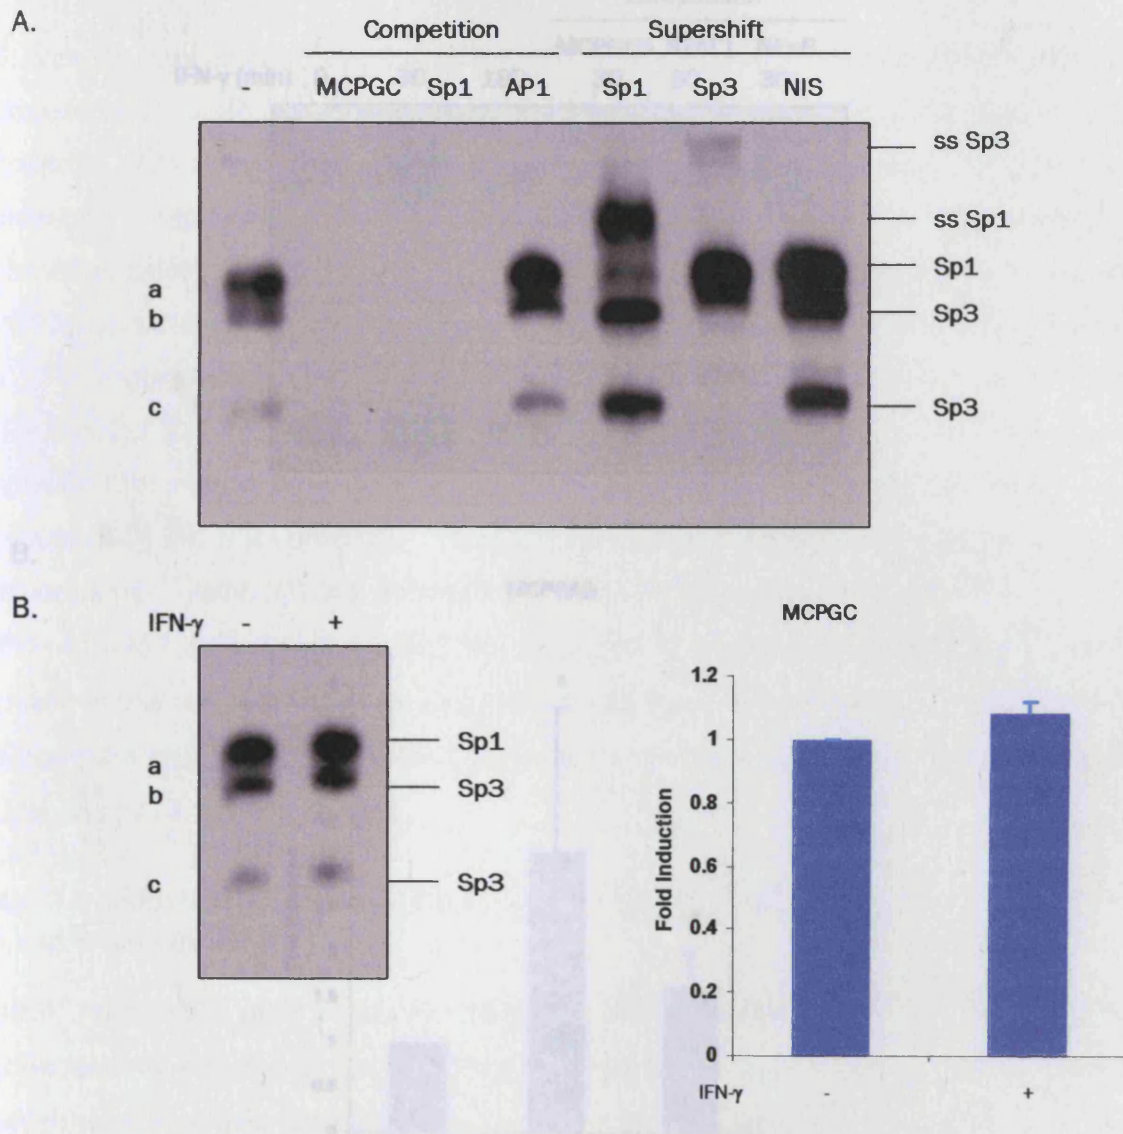 A.
Competition Supershift
- MCPGC Sp1 AP1 Sp1 Sp3 NIS
ss Sp3
ss Sp1
a Sp1
b Sp3
c Sp3
B.
IFN-γ - +
a Sp1
b Sp3
c Sp3
MCPGC
1.2
1
0.8
0.6
0.4
0.2
0
Fold Induction
IFN-γ - +